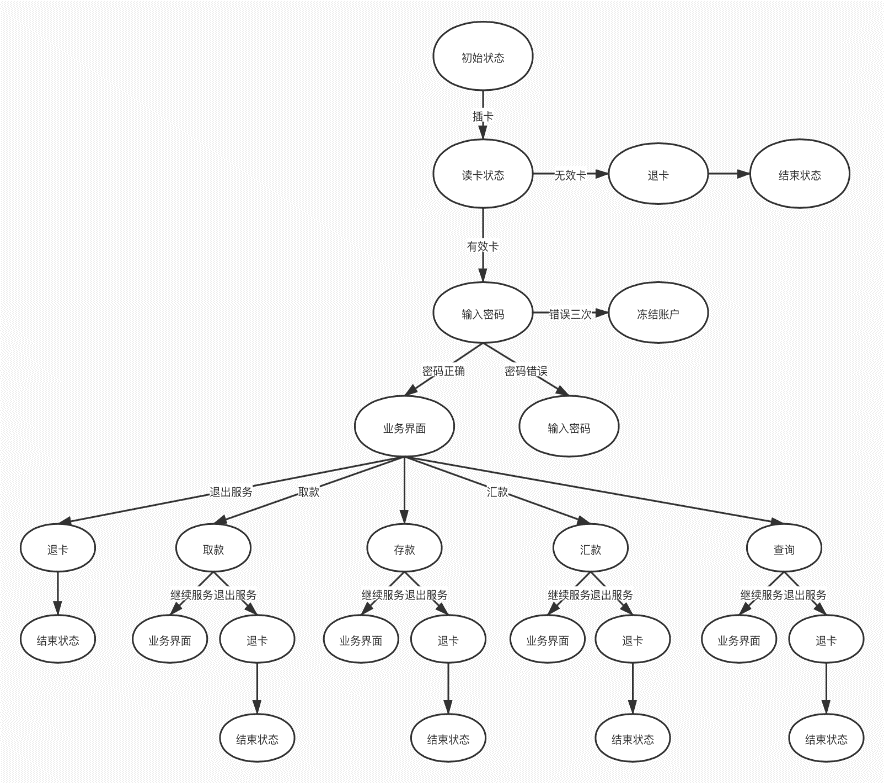 初始状态
插卡
读卡状态
无效卡
退卡
结束状态
有效卡
输入密码
错误三次
冻结账户
密码正确
密码错误
业务界面
输入密码
退出服务
取款
汇款
退卡
取款
存款
汇款
查询
继续服务
退出服务
继续服务
退出服务
继续服务
退出服务
继续服务
退出服务
结束状态
业务界面
退卡
业务界面
退卡
业务界面
退卡
业务界面
退卡
结束状态
结束状态
结束状态
结束状态